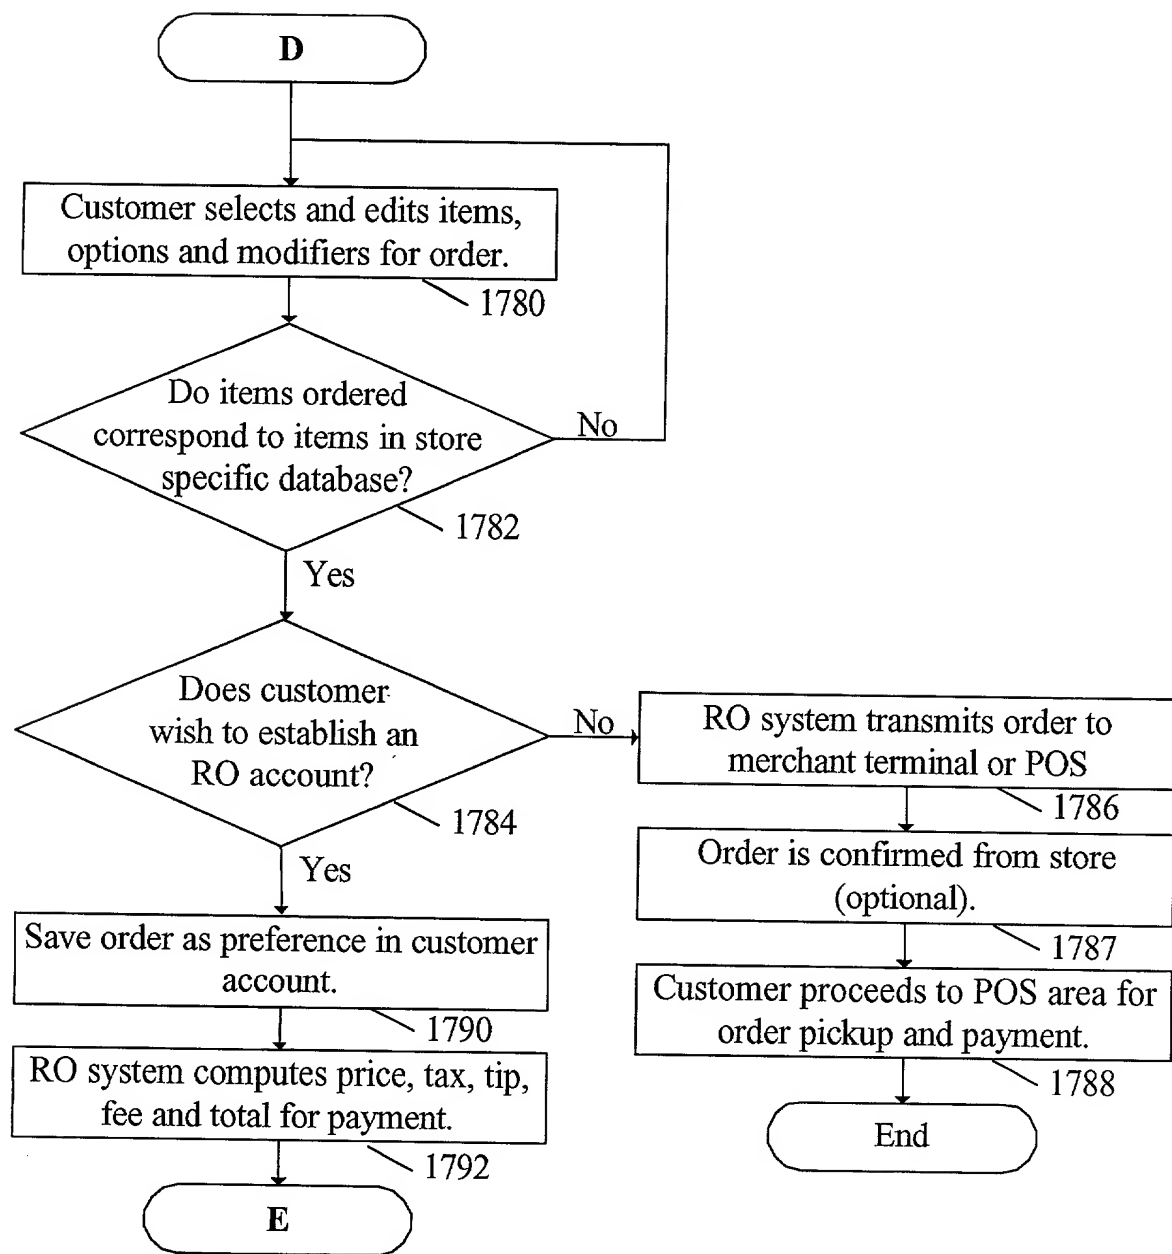 D
Customer selects and edits items,
options and modifiers for order.
1780
Do items ordered
correspond to items in store
specific database?
No
1782
Yes
Does customer
wish to establish an
RO account?
No
1784
Yes
RO system transmits order to
merchant terminal or POS
1786
Order is confirmed from store
(optional).
1787
Customer proceeds to POS area for
order pickup and payment.
1788
End
Save order as preference in customer
account.
1790
RO system computes price, tax, tip,
fee and total for payment.
1792
E